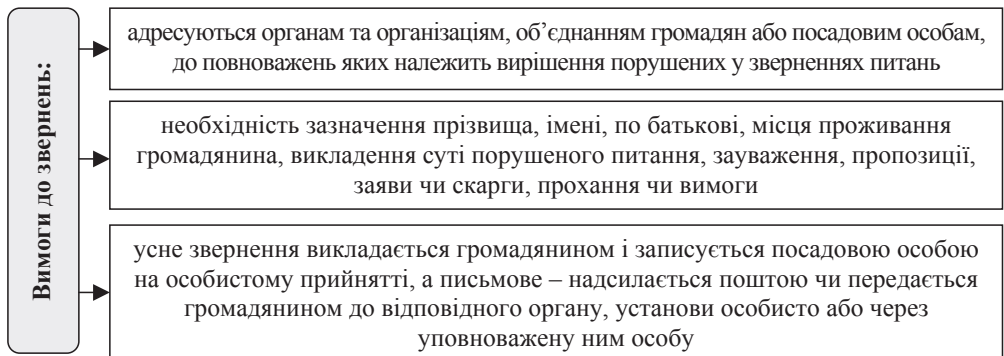 Вимоги до звернень:
адресуються органам та організаціям, об’єднанням громадян або посадовим особам,
до повноважень яких належить вирішення порушених у зверненнях питань
необхідність зазначення прізвища, імені, по батькові, місця проживання
громадянина, викладення суті порушеного питання, зауваження, пропозиції,
заяви чи скарги, прохання чи вимоги
усне звернення викладається громадянином і записується посадовою особою
на особистому прийнятті, а письмове – надсилається поштою чи передається
громадянином до відповідного органу, установи особисто або через
уповноважену ним особу